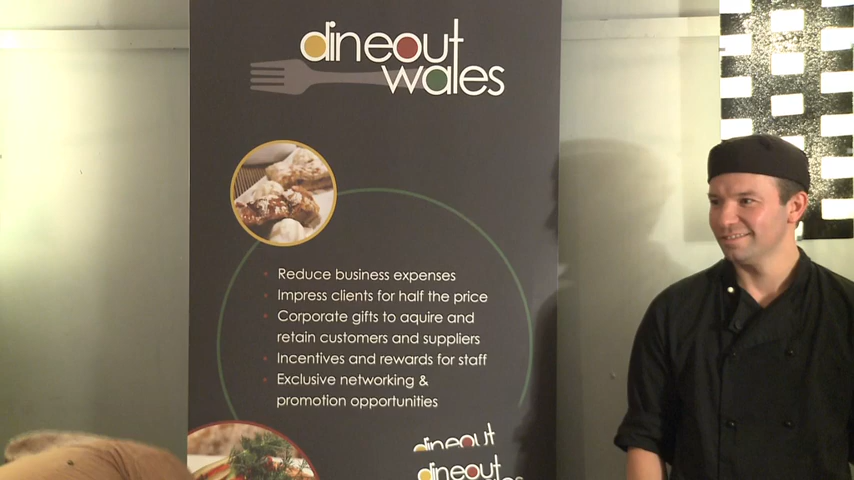 dineout
wales
Reduce business expenses
Impress clients for half the price
Corporate gifts to aquire and
retain customers and suppliers
Incentives and rewards for staff
Exclusive networking &
promotion opportunities
dineout
dineout
wales